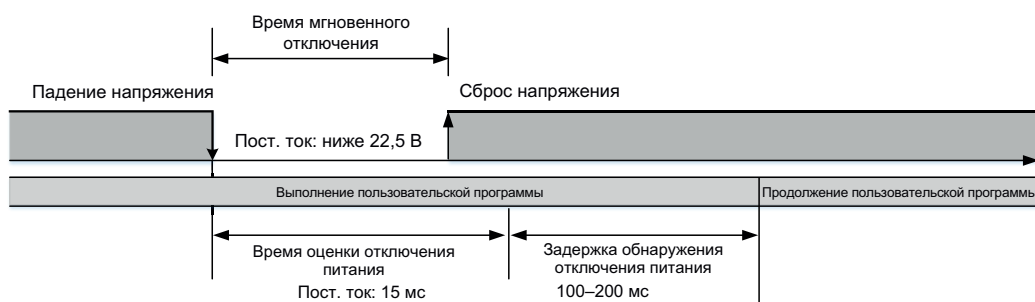 Время мгновенного
отключения
Падение напряжения
Сброс напряжения
Пост. ток: ниже 22,5 В
Выполнение пользовательской программы
Продолжение пользовательской программы
Время оценки отключения
питания
Пост. ток: 15 мс
Задержка обнаружения
отключения питания
100–200 мс